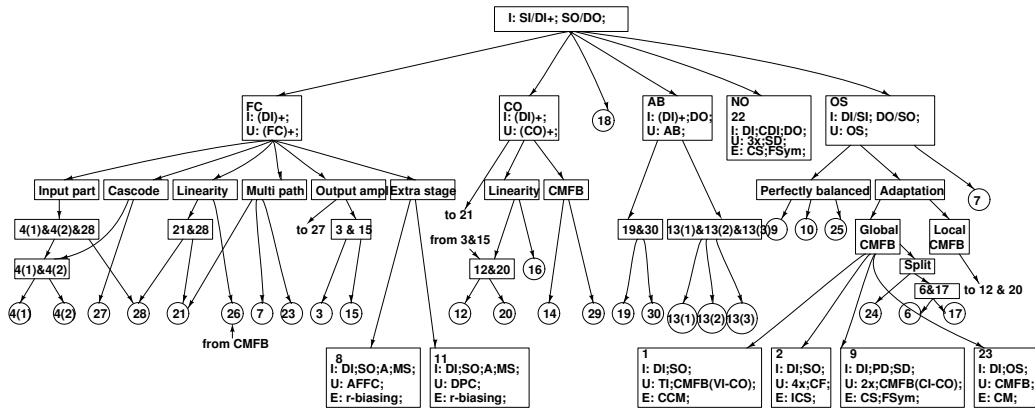 I: SI/DI+; SO/DO;
FC
I: (DI)+;
U: (FC)+;
CO
I: (DI)+;
U: (CO)+;
18
AB
I: (DI)+;DO;
U: AB;
NO
22
I: DI;CDI;DO;
U: 3x;SD;
E: CS;FSym;
OS
I: DI/SI; DO/SO;
U: OS;
Input part
Cascode
Linearity
Multi path
Output ampl
Extra stage
Linearity
CMFB
Perfectly balanced
Adaptation
7
to 21
4(1)&4(2)&28
21&28
to 27
3 & 15
19&30
13(1)&13(2)&13(3)
9
10
25
Global
CMFB
Local
CMFB
from 3&15
4(1)&4(2)
12&20
16
Split
to 12 & 20
6&17
4(1)
4(2)
27
28
21
26
7
23
3
15
12
20
14
29
19
30
13(1)
13(2)
13(3)
24
6
17
from CMFB
8
I: DI;SO;A;MS;
U: AFFC;
E: r-biasing;
11
I: DI;SO;A;MS;
U: DPC;
E: r-biasing;
1
I: DI;SO;
U: TI;CMFB(VI-CO);
E: CCM;
2
I: DI;SO;
U: 4x;CF;
E: ICS;
9
I: DI;PD;SD;
U: 2x;CMFB(CI-CO);
E: CS;FSym;
23
I: DI;OS;
U: CMFB;
E: CM;